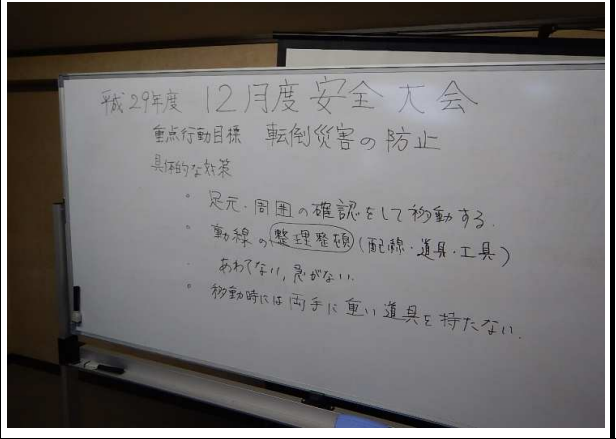 平成29年度 12月度安全大会
重点行動目標 転倒災害の防止
具体的な対策
・足元・周囲の確認をして移動する.
・動線の整理整頓(配線・道具・工具)
・あわてない,急がない.
・移動時には両手に重い道具を持たない.